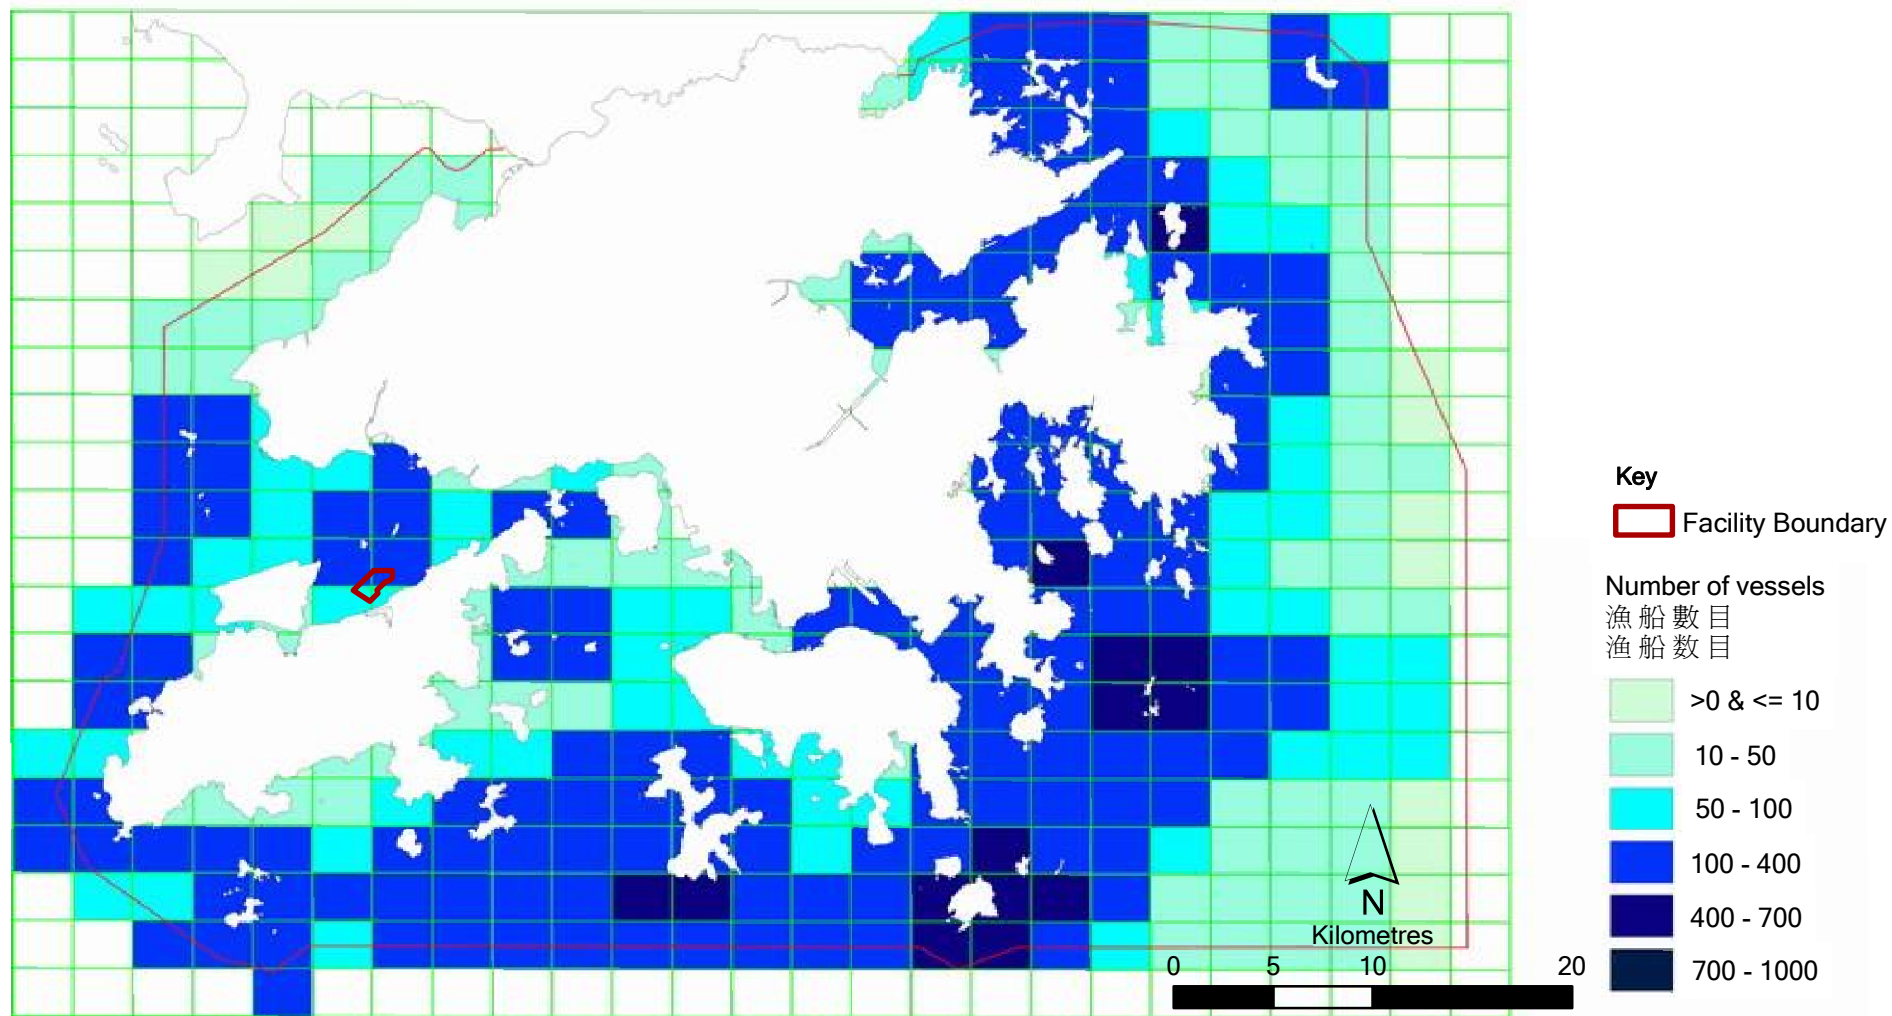 Key
Facility Boundary
Number of vessels
漁船數目
渔船数目
>0 & <= 10
10 - 50
50 - 100
100 - 400
400 - 700
700 - 1000
N
Kilometres
0 5 10 20